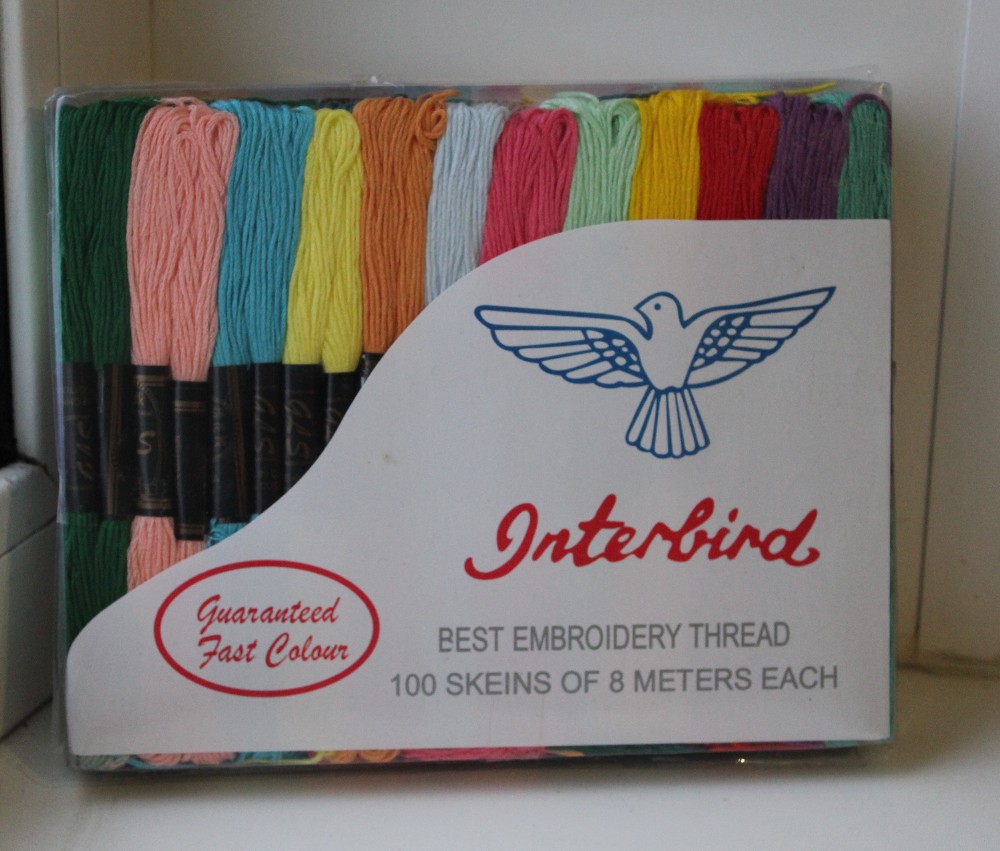 Interbird
Guaranteed
Fast Colour
BEST EMBROIDERY THREAD
100 SKEINS OF 8 METERS EACH